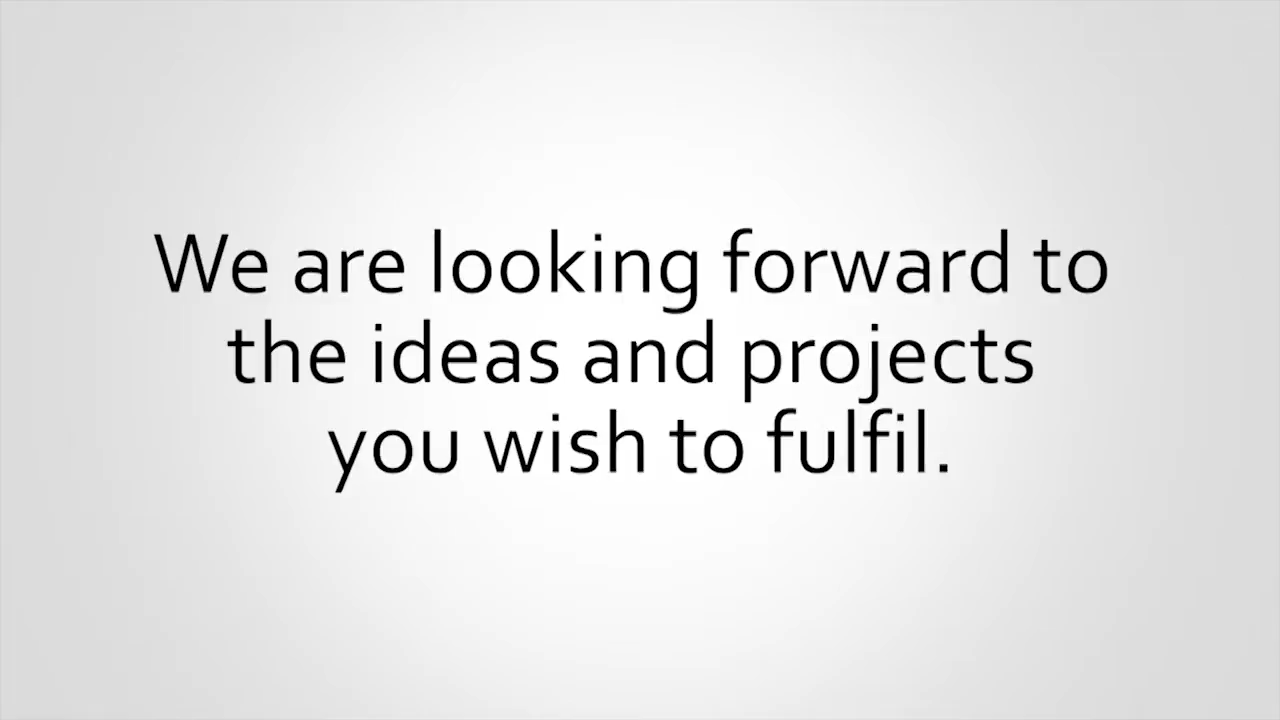 We are looking forward to
the ideas and projects
you wish to fulfil.